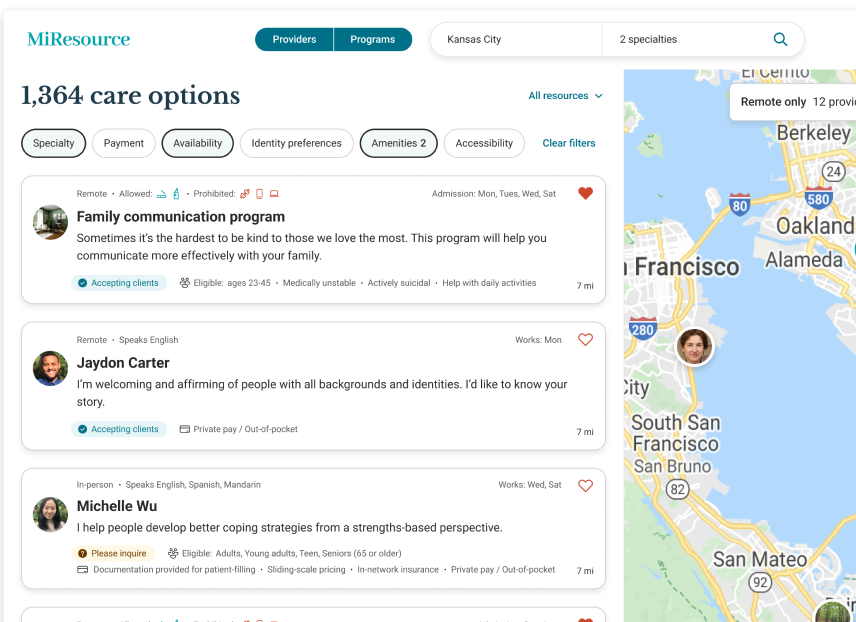 MiResource
Providers
Programs
Kansas City
2 specialties
1,364 care options
All resources
Specialty
Payment
Availability
Identity preferences
Amenities 2
Accessibility
Clear filters
Remote • Allowed: • Prohibited:
Admission: Mon, Tues, Wed, Sat
Family communication program
Sometimes it's the hardest to be kind to those we love the most. This program will help you
communicate more effectively with your family.
Accepting clients
Eligible: ages 23-45 • Medically unstable • Actively suicidal • Help with daily activities
7 mi
Remote • Speaks English
Works: Mon
Jaydon Carter
I'm welcoming and affirming of people with all backgrounds and identities. I'd like to know your
story.
Accepting clients
Private pay / Out-of-pocket
7 mi
In-person • Speaks English, Spanish, Mandarin
Works: Wed, Sat
Michelle Wu
I help people develop better coping strategies from a strengths-based perspective.
Please inquire
Eligible: Adults, Young adults, Teen, Seniors (65 or older)
Documentation provided for patient-filling • Sliding-scale pricing • In-network insurance • Private pay / Out-of-pocket
7 mi
El Cerrito
Remote only 12 provi
Berkeley
24
80
580
Oakland
Alameda
Francisco
280
City
South San
Francisco
San Bruno
82
San Mateo
92